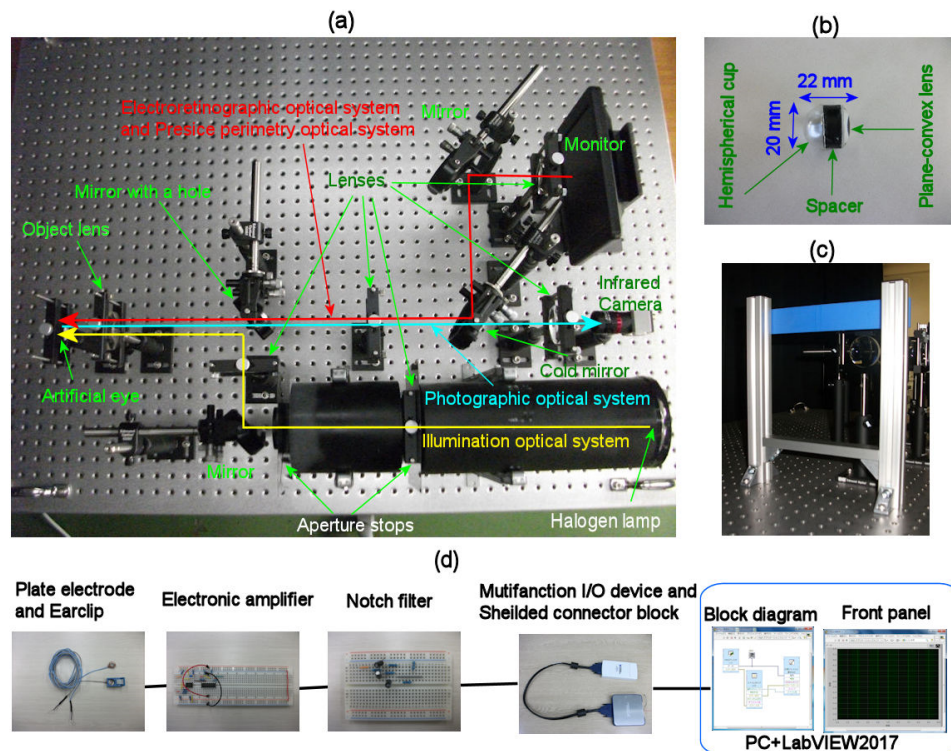 (a)
Electroretinographic optical system
and Presice perimetry optical system
Mirror
Monitor
Mirror with a hole
Lenses
Object lens
Infrared
Camera
Artificial eye
Cold mirror
Photographic optical system
Illumination optical system
Mirror
Aperture stops
Halogen lamp
(b)
22 mm
20 mm
Hemispherical cup
Spacer
Plane-convex lens
(c)
(d)
Plate electrode
and Earclip
Electronic amplifier
Notch filter
Mutifanction I/O device and
Sheilded connector block
Block diagram
Front panel
PC+LabVIEW2017